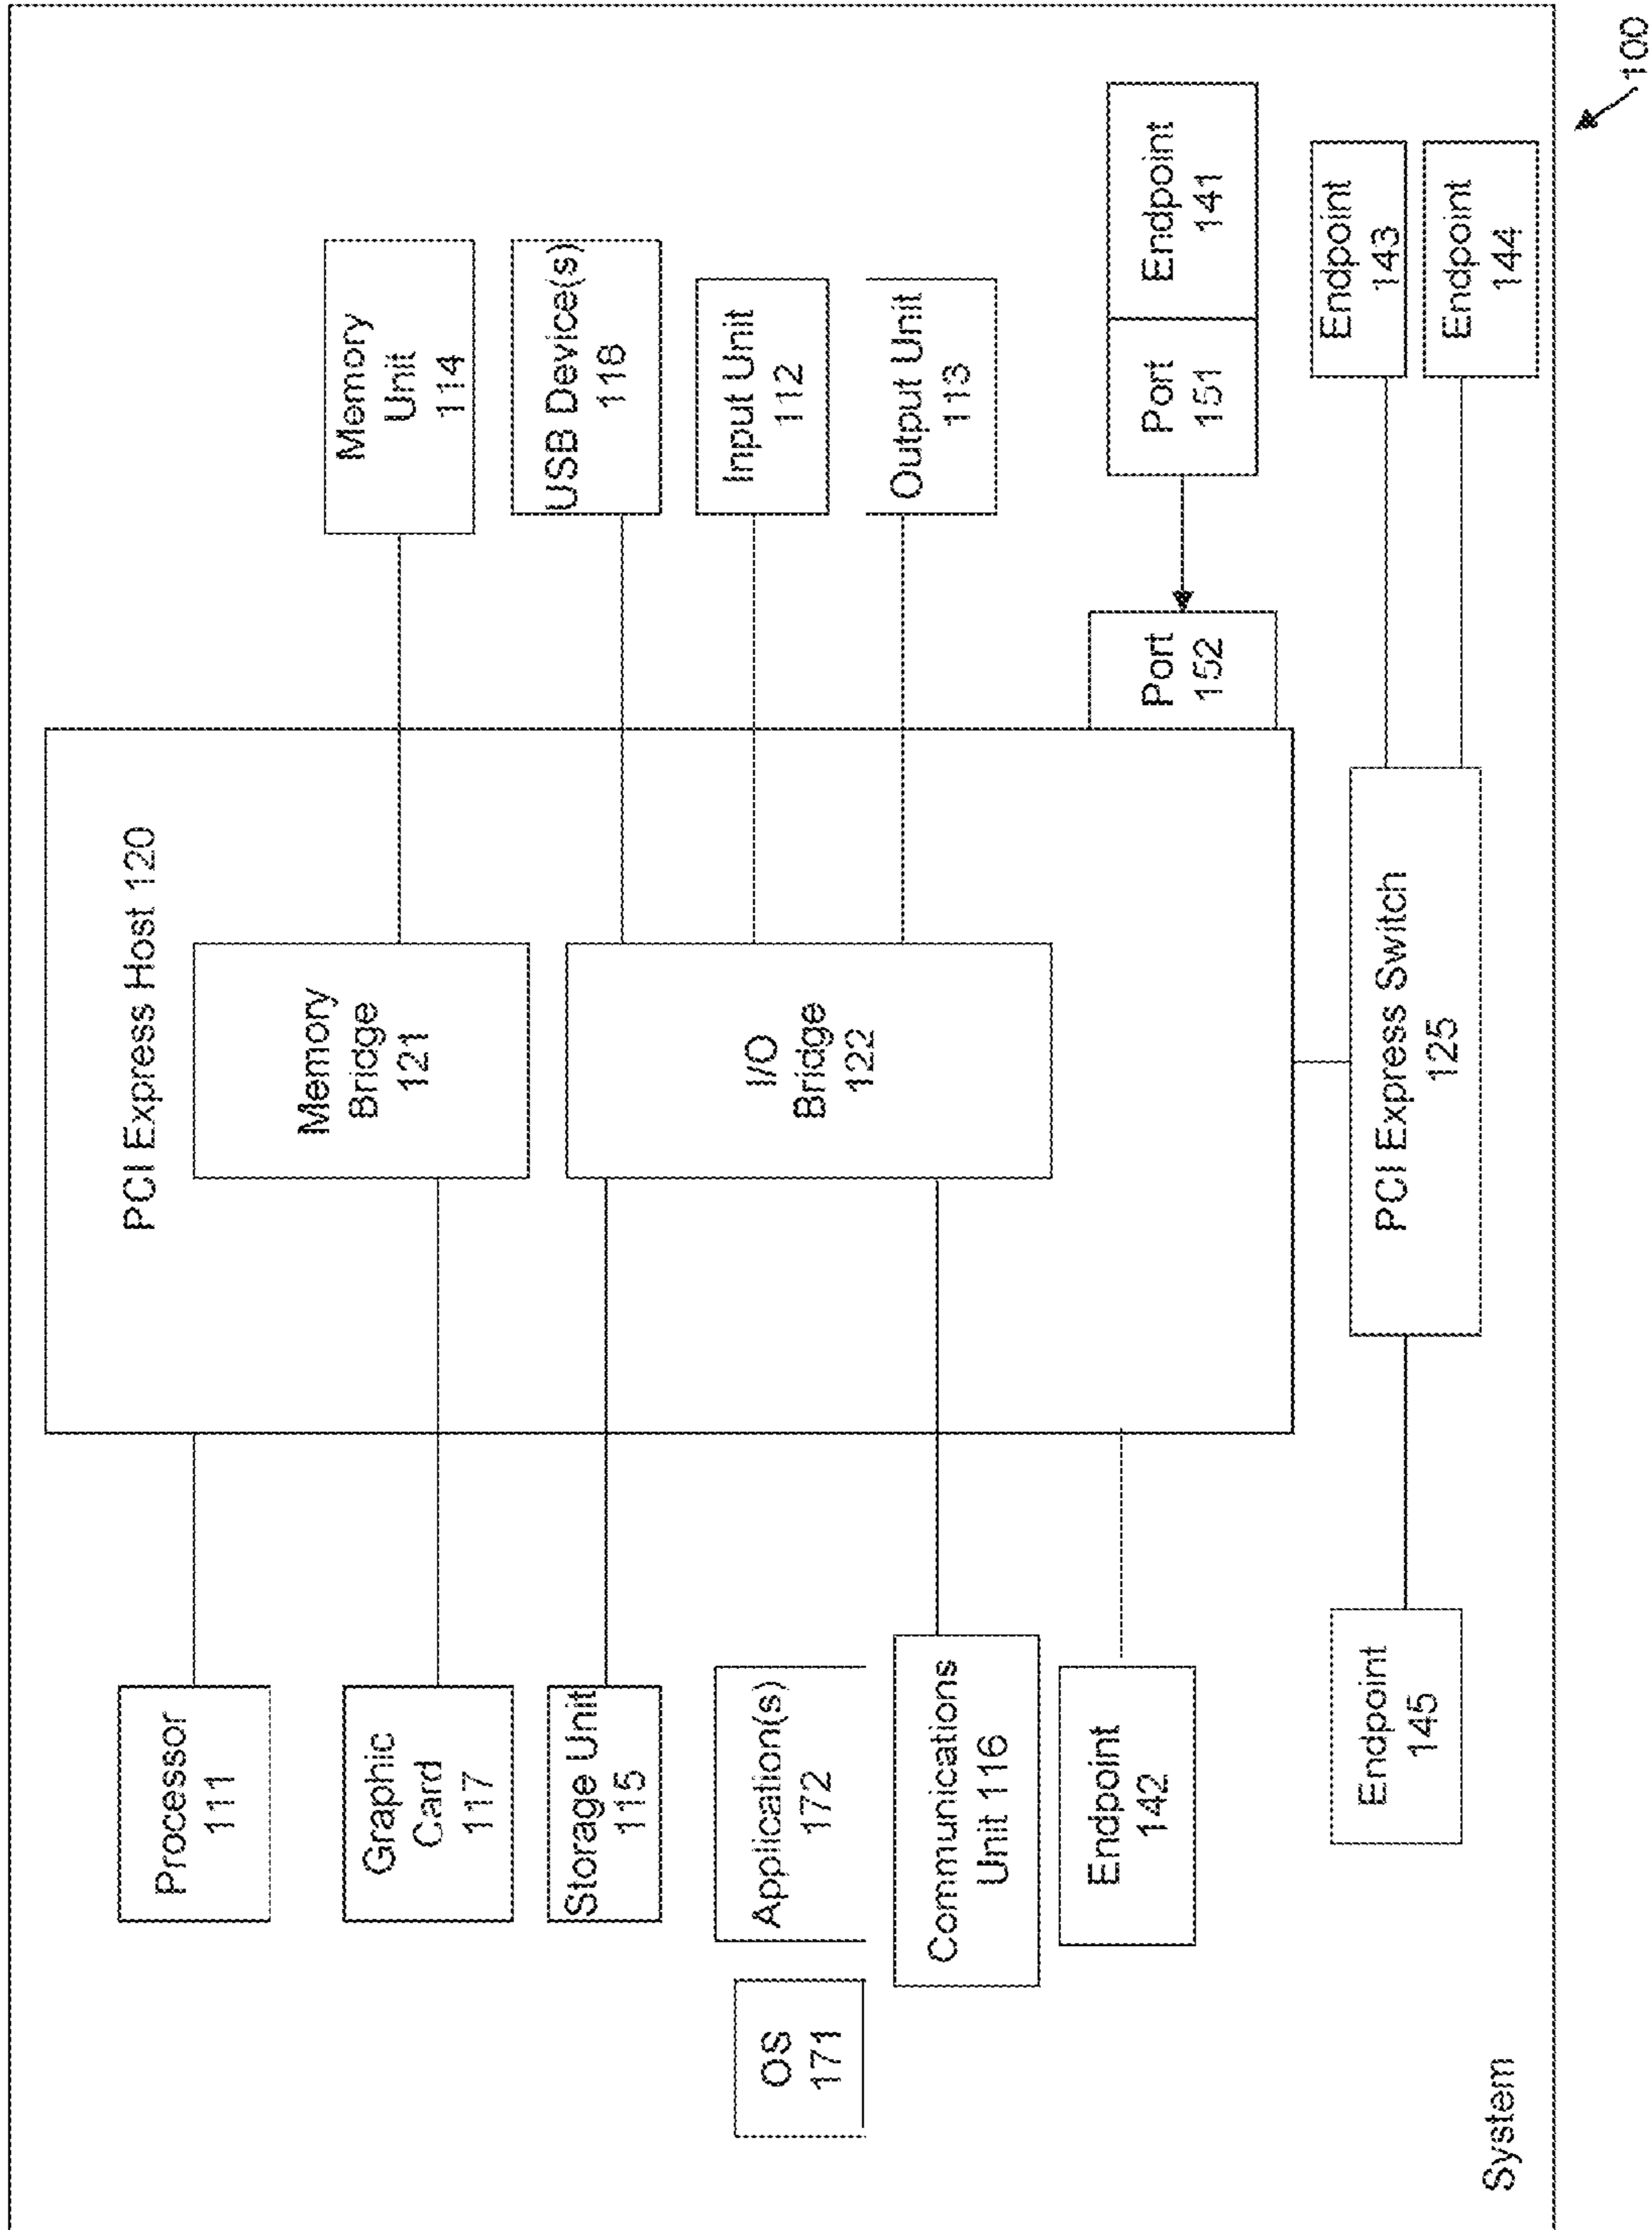 Processor
111
Graphic
Card
117
Storage Unit
115
OS
171
Application(s)
172
Communications
Unit 116
Endpoint
142
Endpoint
145
PCI Express Host 120
Memory
Bridge
121
I/O
Bridge
122
PCI Express Switch
125
Memory
Unit
114
USB Device(s)
118
Input Unit
112
Output Unit
113
Port
152
Port
151
Endpoint
141
Endpoint
143
Endpoint
144
System
100